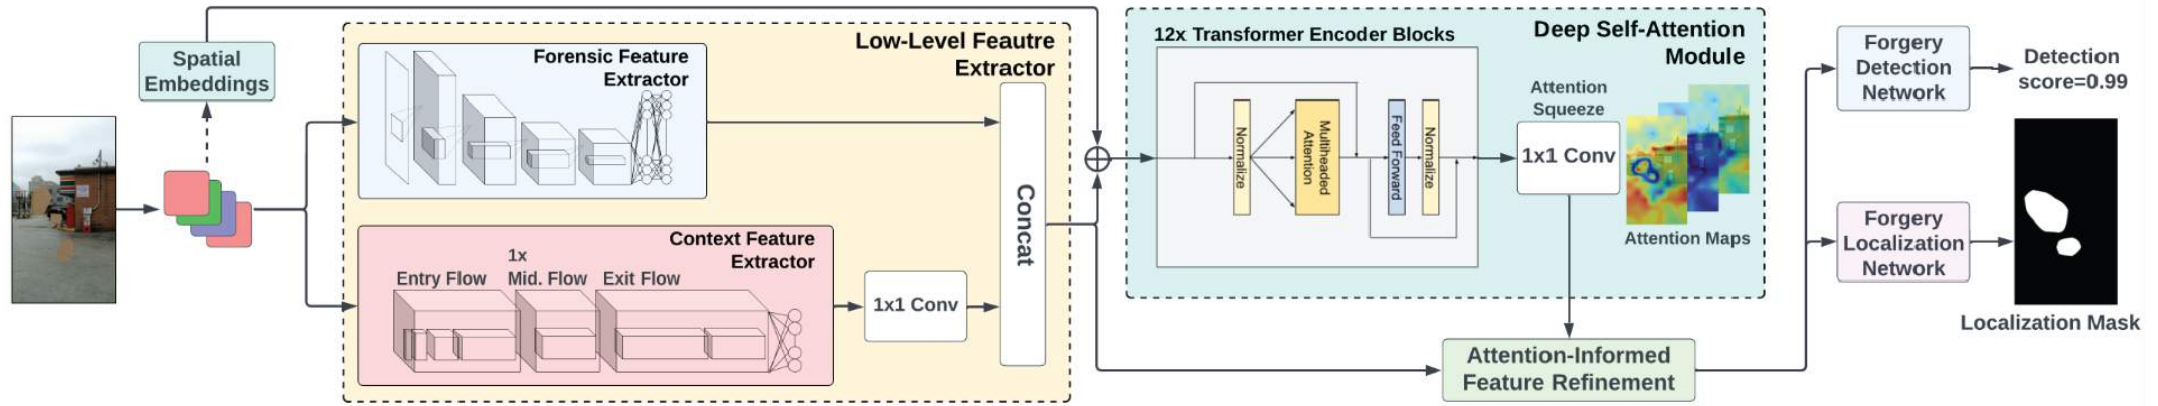 Spatial
Embeddings
Low-Level Feautre
Extractor
Forensic Feature
Extractor
Context Feature
Extractor
Entry Flow
1x
Mid. Flow
Exit Flow
1x1 Conv
Concat
Deep Self-Attention
Module
12x Transformer Encoder Blocks
Normalize
Multiheaded
Attention
Feed Forward
Normalize
Attention
Squeeze
1x1 Conv
Attention Maps
Attention-Informed
Feature Refinement
Forgery
Detection
Network
Detection
score=0.99
Forgery
Localization
Network
Localization Mask